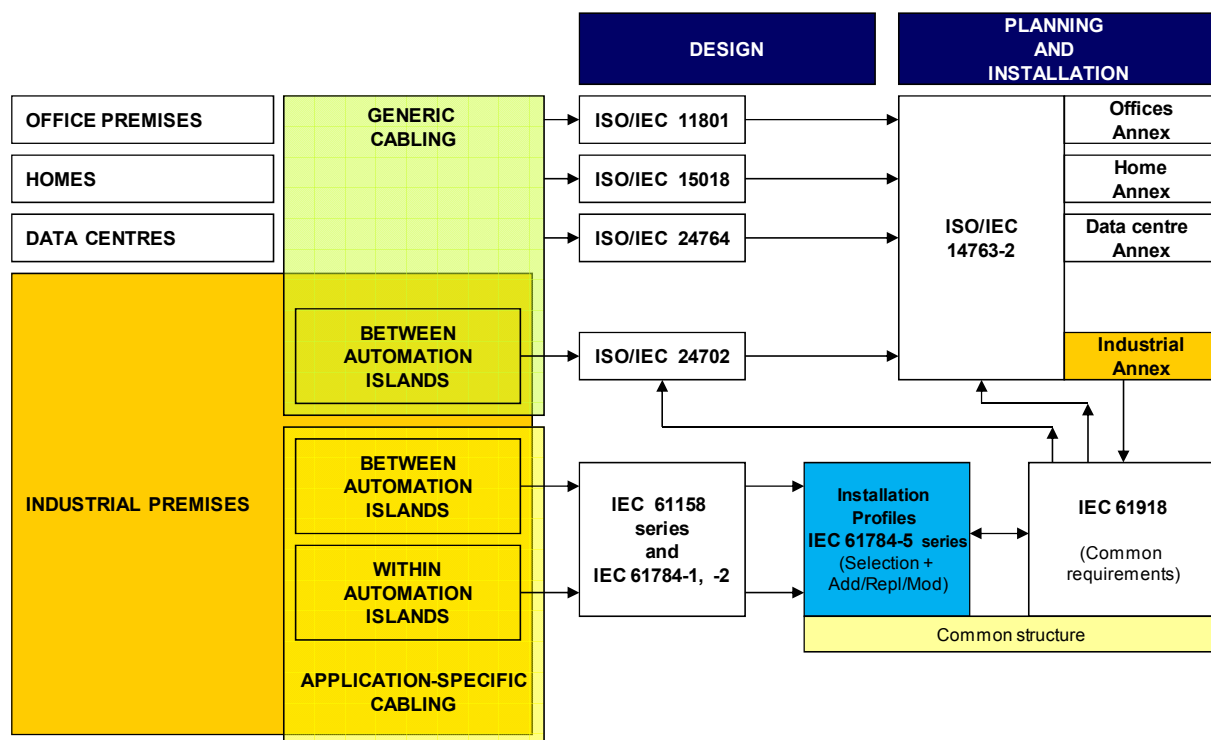 DESIGN
PLANNING
AND
INSTALLATION
OFFICE PREMISES
HOMES
DATA CENTRES
INDUSTRIAL PREMISES
GENERIC
CABLING
BETWEEN
AUTOMATION
ISLANDS
BETWEEN
AUTOMATION
ISLANDS
WITHIN
AUTOMATION
ISLANDS
APPLICATION-SPECIFIC
CABLING
ISO/IEC 11801
ISO/IEC 15018
ISO/IEC 24764
ISO/IEC 24702
IEC 61158
series
and
IEC 61784-1, -2
ISO/IEC
14763-2
Offices
Annex
Home
Annex
Data centre
Annex
Industrial
Annex
Installation
Profiles
IEC 61784-5 series
(Selection +
Add/Repl/Mod)
IEC 61918
(Common
requirements)
Common structure